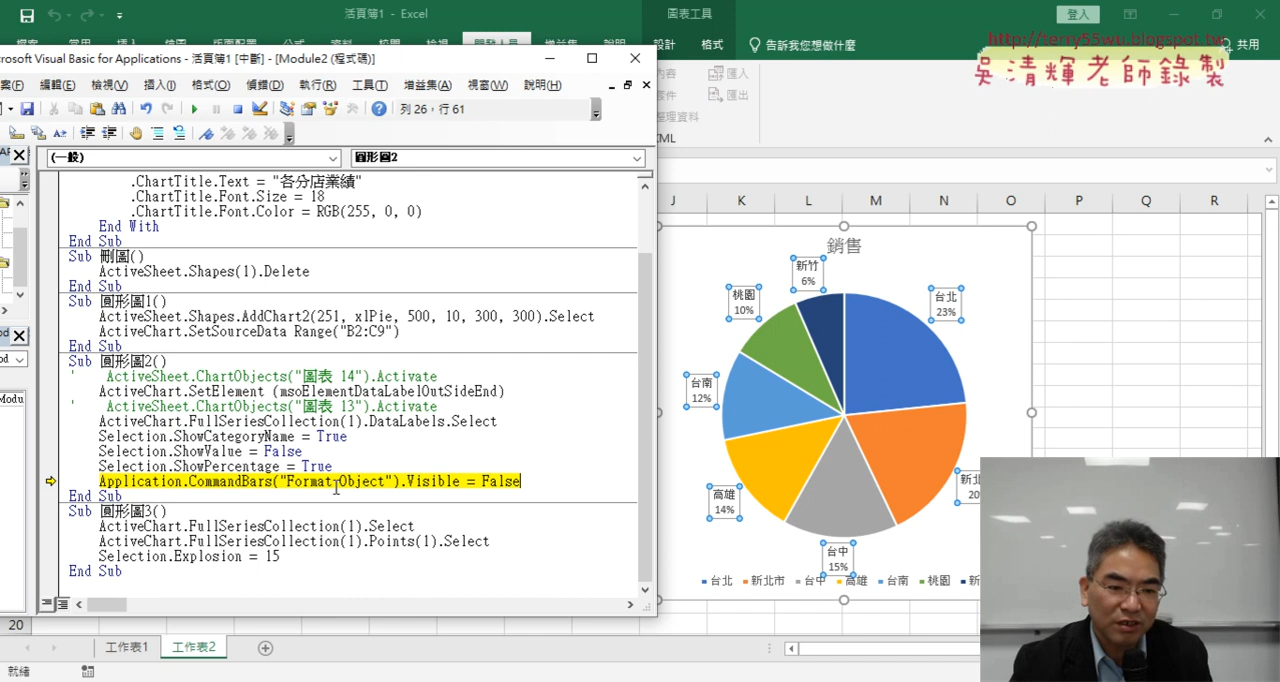 活頁簿1 - Excel
圖表工具
登入
設計 格式 告訴我您想做什麼 共用
http://terry55wu.blogspot.tw
吳清輝老師錄製
匯入
匯出
rosoft Visual Basic for Applications - 活頁簿1 [中斷] - [Module2 (程式碼)]
案(F) 編輯(E) 檢視(V) 插入(I) 格式(O) 偵錯(D) 執行(R) 工具(T) 增益集(A) 視窗(W) 說明(H)
列 26，行 61
(一般) 圓形圖2
.ChartTitle.Text = "各分店業績"
.ChartTitle.Font.Size = 18
.ChartTitle.Font.Color = RGB(255, 0, 0)
End With
End Sub
Sub 刪圖()
ActiveSheet.Shapes(1).Delete
End Sub
Sub 圓形圖1()
ActiveSheet.Shapes.AddChart2(251, xlPie, 500, 10, 300, 300).Select
ActiveChart.SetSourceData Range("B2:C9")
End Sub
Sub 圓形圖2()
' ActiveSheet.ChartObjects("圖表 14").Activate
ActiveChart.SetElement (msoElementDataLabelOutSideEnd)
' ActiveSheet.ChartObjects("圖表 13").Activate
ActiveChart.FullSeriesCollection(1).DataLabels.Select
Selection.ShowCategoryName = True
Selection.ShowValue = False
Selection.ShowPercentage = True
Application.CommandBars("Format Object").Visible = False
End Sub
Sub 圓形圖3()
ActiveChart.FullSeriesCollection(1).Select
ActiveChart.FullSeriesCollection(1).Points(1).Select
Selection.Explosion = 15
End Sub
J K L M N O P Q R
銷售
新竹
6%
桃園
10%
台北
23%
台南
12%
新北
20
高雄
14%
台中
15%
台北 新北市 台中 高雄 台南 桃園 新
20
工作表1 工作表2
就緒